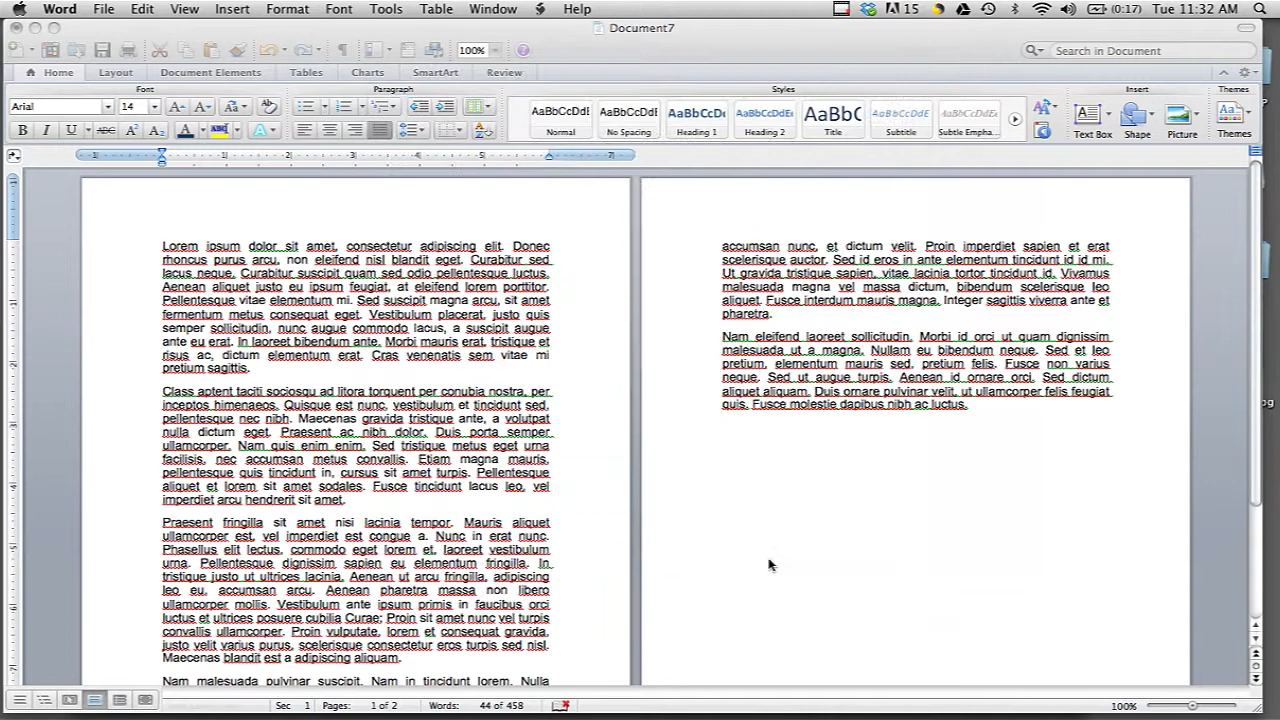 Word File Edit View Insert Format Font Tools Table Window Help 15 (0:17) Tue 11:32 AM
Document7
100% Search in Document
Home Layout Document Elements Tables Charts SmartArt Review
Font Paragraph Styles Insert Themes
Arial 14
AaBbCcDdEe AaBbCcDdE AaBbCcDc AaBbCcDdE AaBbC AaBbCcDdE AaBbCcDdEe
Normal No Spacing Heading 1 Heading 2 Title Subtitle Subtle Empha... Text Box Shape Picture Themes
1 1 2 3 4 5 7
Lorem ipsum dolor sit amet, consectetur adipiscing elit. Donec
rhoncus purus arcu, non eleifend nisl blandit eget. Curabitur sed
lacus neque. Curabitur suscipit quam sed odio pellentesque luctus.
Aenean aliquet justo eu ipsum feugiat, at eleifend lorem porttitor.
Pellentesque vitae elementum mi. Sed suscipit magna arcu, sit amet
fermentum metus consequat eget. Vestibulum placerat, justo quis
semper sollicitudin, nunc augue commodo lacus, a suscipit augue
ante eu erat. In laoreet bibendum ante. Morbi mauris erat, tristique et
risus ac, dictum elementum erat. Cras venenatis sem vitae mi
pretium sagittis.
Class aptent taciti sociosqu ad litora torquent per conubia nostra, per
inceptos himenaeos. Quisque est nunc, vestibulum et tincidunt sed,
pellentesque nec nibh. Maecenas gravida tristique ante, a volutpat
nulla dictum eget. Praesent ac nibh dolor. Duis porta semper
ullamcorper. Nam quis enim enim. Sed tristique metus eget urna
facilisis, nec accumsan metus convallis. Etiam magna mauris,
pellentesque quis tincidunt in, cursus sit amet turpis. Pellentesque
aliquet et lorem sit amet sodales. Fusce tincidunt lacus leo, vel
imperdiet arcu hendrerit sit amet.
Praesent fringilla sit amet nisi lacinia tempor. Mauris aliquet
ullamcorper est, vel imperdiet est congue a. Nunc in erat nunc.
Phasellus elit lectus, commodo eget lorem et, laoreet vestibulum
urna. Pellentesque dignissim sapien eu elementum fringilla. In
tristique justo ut ultrices lacinia. Aenean ut arcu fringilla, adipiscing
leo eu, accumsan arcu. Aenean pharetra massa non libero
ullamcorper mollis. Vestibulum ante ipsum primis in faucibus orci
luctus et ultrices posuere cubilia Curae; Proin sit amet nunc vel turpis
convallis ullamcorper. Proin vulputate, lorem et consequat gravida,
justo velit varius purus, scelerisque consectetur eros turpis sed nisl.
Maecenas blandit est a adipiscing aliquam.
Nam malesuada pulvinar suscipit. Nam in tincidunt lorem. Nulla
accumsan nunc, et dictum velit. Proin imperdiet sapien et erat
scelerisque auctor. Sed id eros in ante elementum tincidunt id id mi.
Ut gravida tristique sapien, vitae lacinia tortor tincidunt id. Vivamus
malesuada magna vel massa dictum, bibendum scelerisque leo
aliquet. Fusce interdum mauris magna. Integer sagittis viverra ante et
pharetra.
Nam eleifend laoreet sollicitudin. Morbi id orci ut quam dignissim
malesuada ut a magna. Nullam eu bibendum neque. Sed et leo
pretium, elementum mauris sed, pretium felis. Fusce non varius
neque. Sed ut augue turpis. Aenean id ornare orci. Sed dictum
aliquet aliquam. Duis ornare pulvinar velit, ut ullamcorper felis feugiat
quis. Fusce molestie dapibus nibh ac luctus.
Sec 1 Pages: 1 of 2 Words: 44 of 458 100%